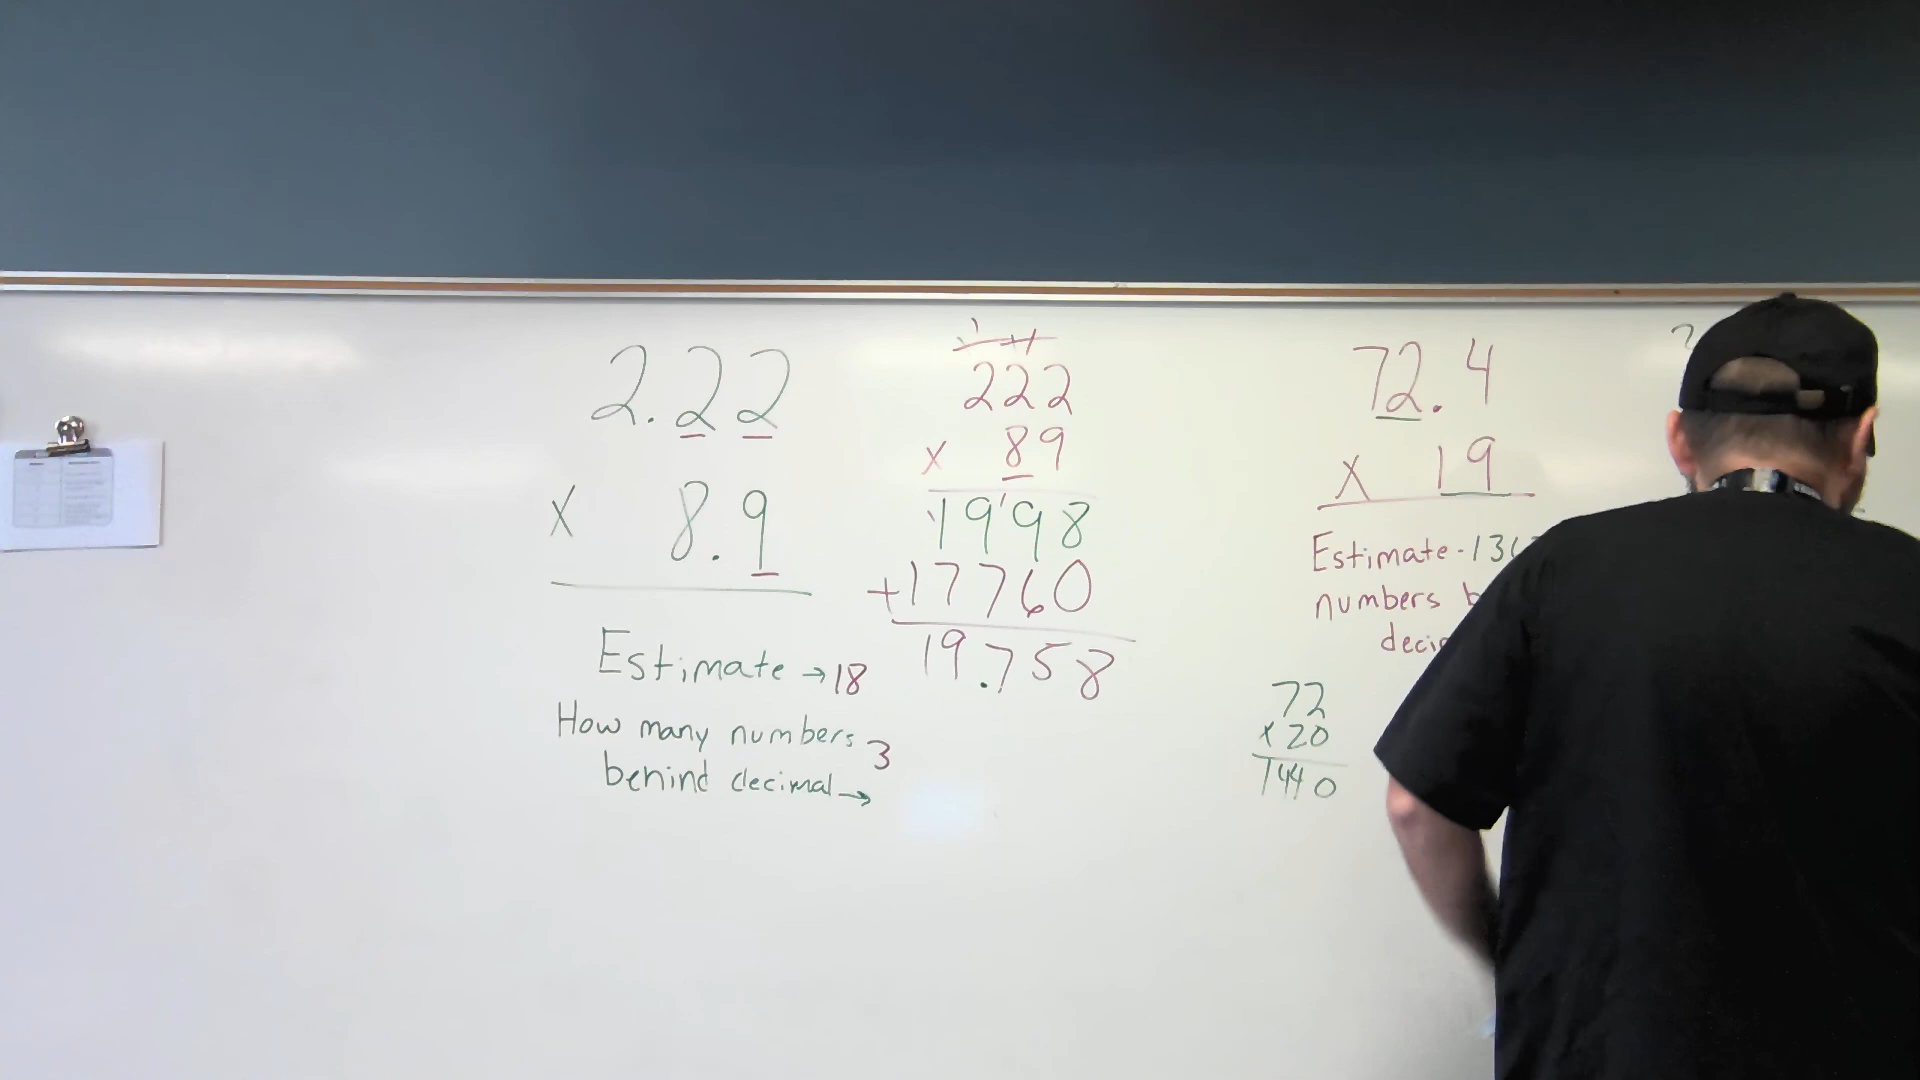 2.22
x 8.9
Estimate → 18
How many numbers 3
behind decimal →
222
x 89
1998
+17760
19.758
72.4
x 19
Estimate - 13
numbers
72
x 20
1440